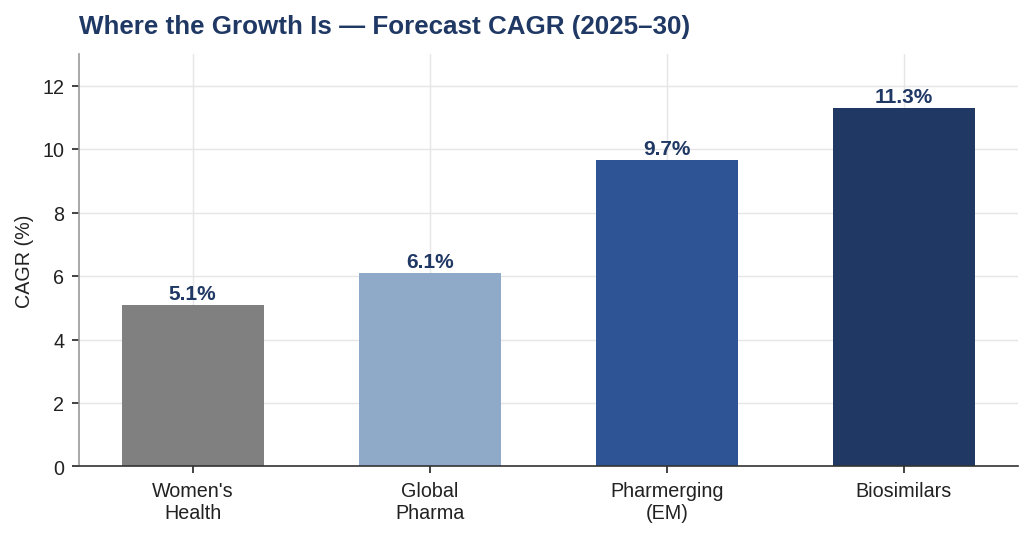 Where the Growth Is — Forecast CAGR (2025–30)
CAGR (%)
12
10
8
6
4
2
0
5.1%
6.1%
9.7%
11.3%
Women's
Health
Global
Pharma
Pharmerging
(EM)
Biosimilars